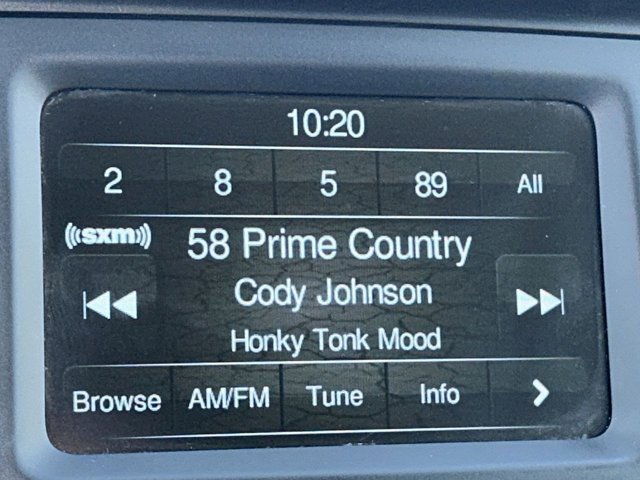 10:20
2 8 5 89 All
((sxm))
58 Prime Country
Cody Johnson
Honky Tonk Mood
Browse AM/FM Tune Info >